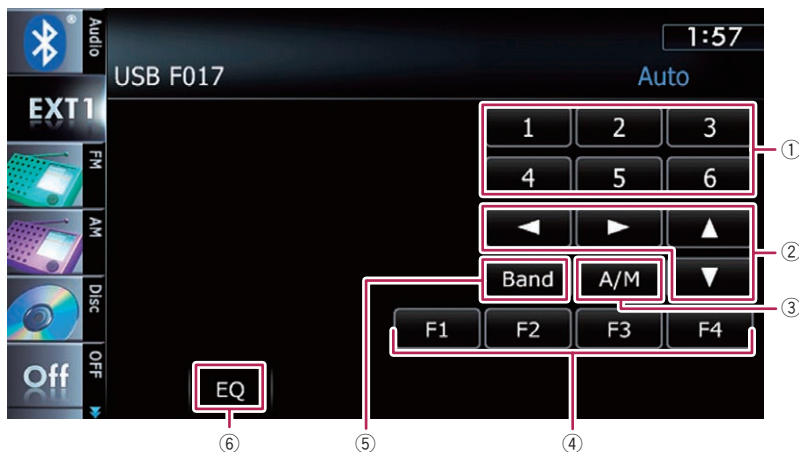 Audio
1:57
USB F017
Auto
EXT1
FM
AM
Disc
Off
OFF
1 2 3
4 5 6
◄ ► ▲
Band A/M ▼
F1 F2 F3 F4
EQ
①
②
③
④
⑤
⑥